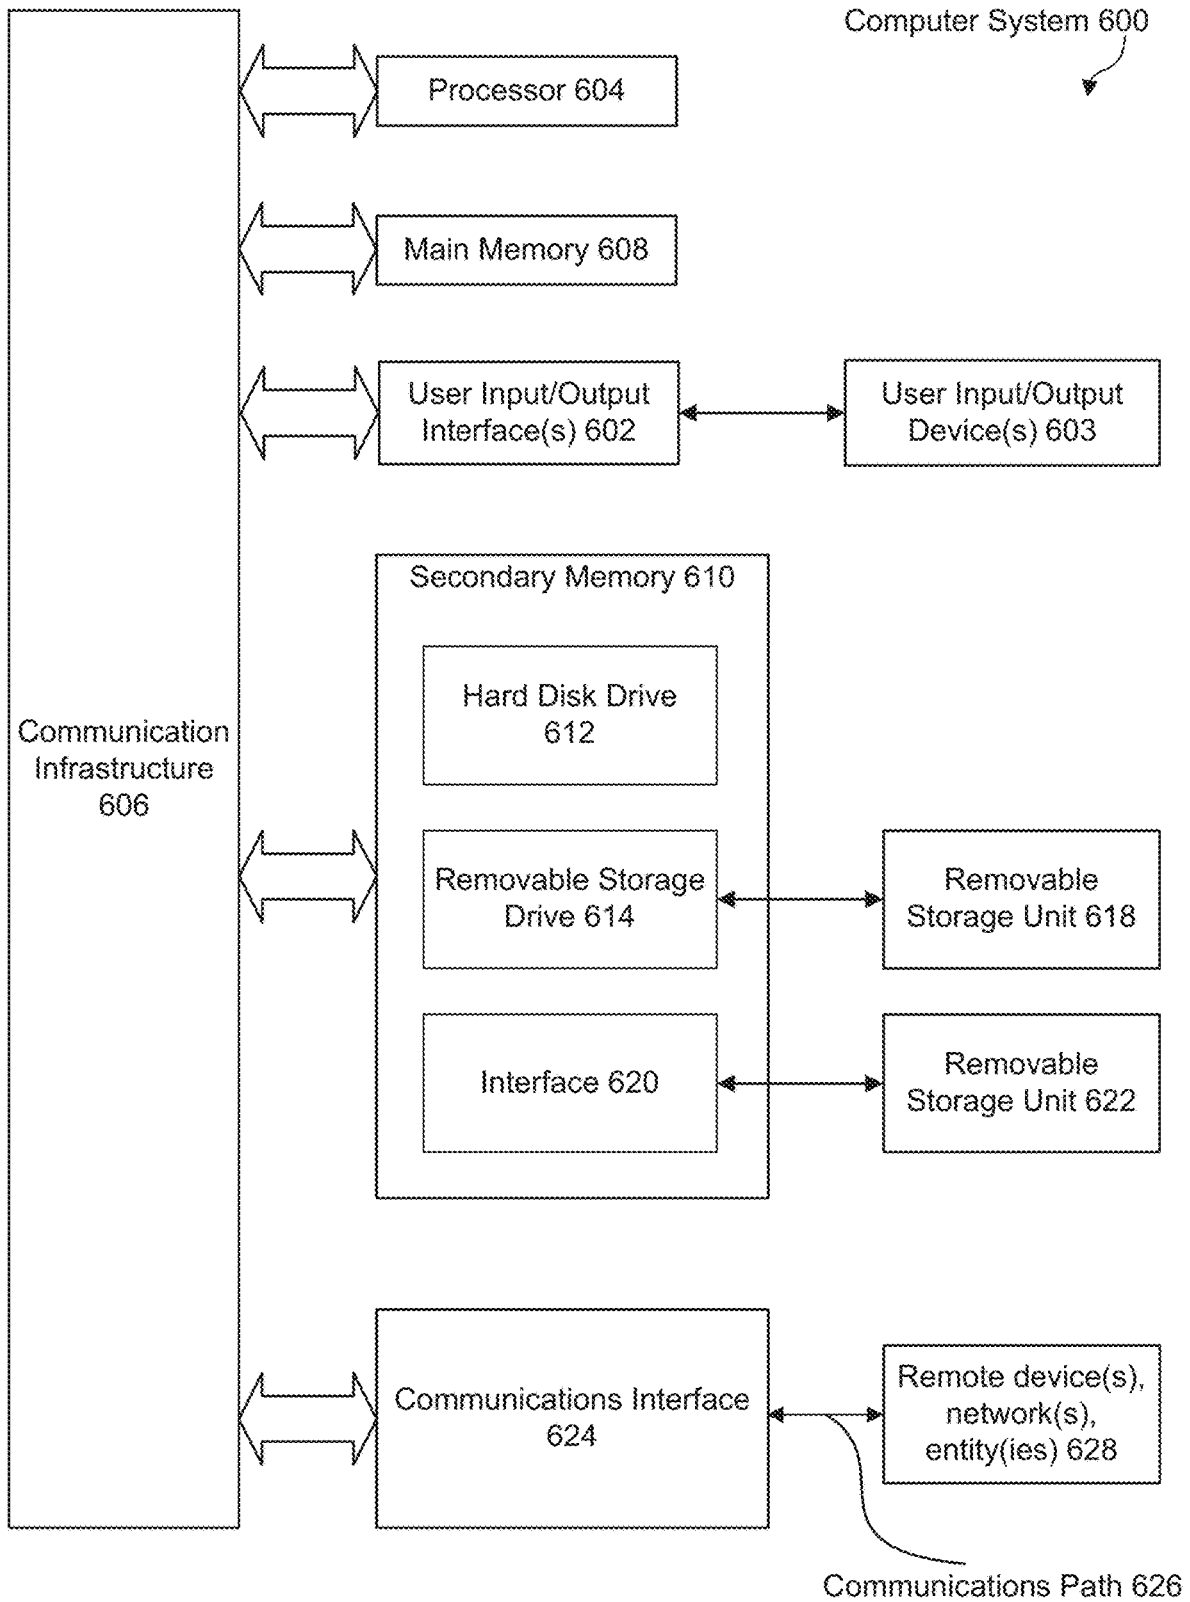 Computer System 600
Processor 604
Main Memory 608
User Input/Output
Interface(s) 602
User Input/Output
Device(s) 603
Secondary Memory 610
Hard Disk Drive
612
Communication
Infrastructure
606
Removable Storage
Drive 614
Removable
Storage Unit 618
Interface 620
Removable
Storage Unit 622
Communications Interface
624
Remote device(s),
network(s),
entity(ies) 628
Communications Path 626